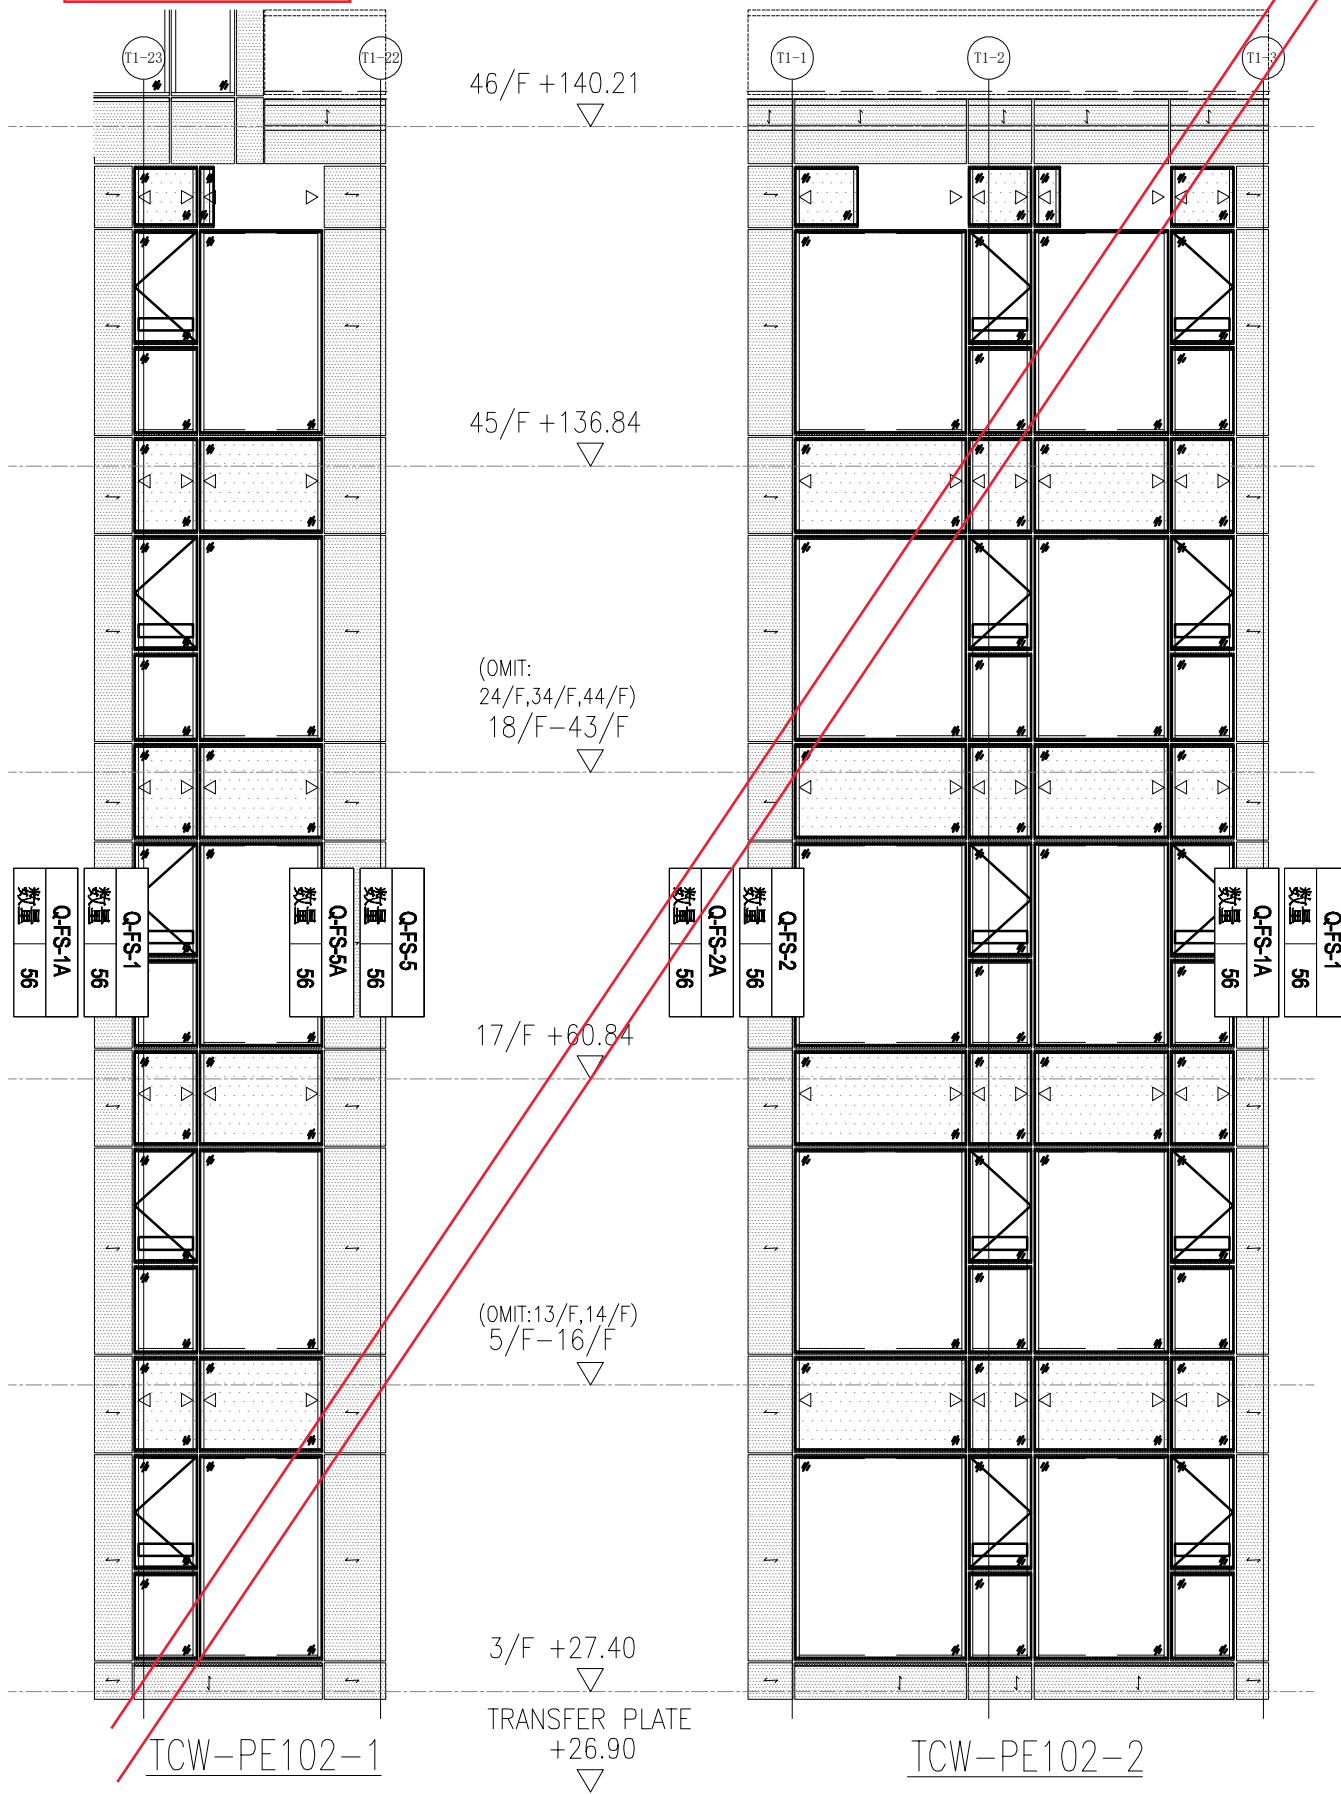 T1-23
T1-22
T1-1
T1-2
T1-3
46/F +140.21
45/F +136.84
(OMIT:
24/F,34/F,44/F)
18/F-43/F
Q-FS-1A
数量 56
Q-FS-1
数量 56
Q-FS-5A
数量 56
Q-FS-5
数量 56
Q-FS-2A
数量 56
Q-FS-2
数量 56
Q-FS-1A
数量 56
Q-FS-1
数量 56
17/F +60.84
(OMIT:13/F,14/F)
5/F-16/F
3/F +27.40
TRANSFER PLATE
+26.90
TCW-PE102-1
TCW-PE102-2